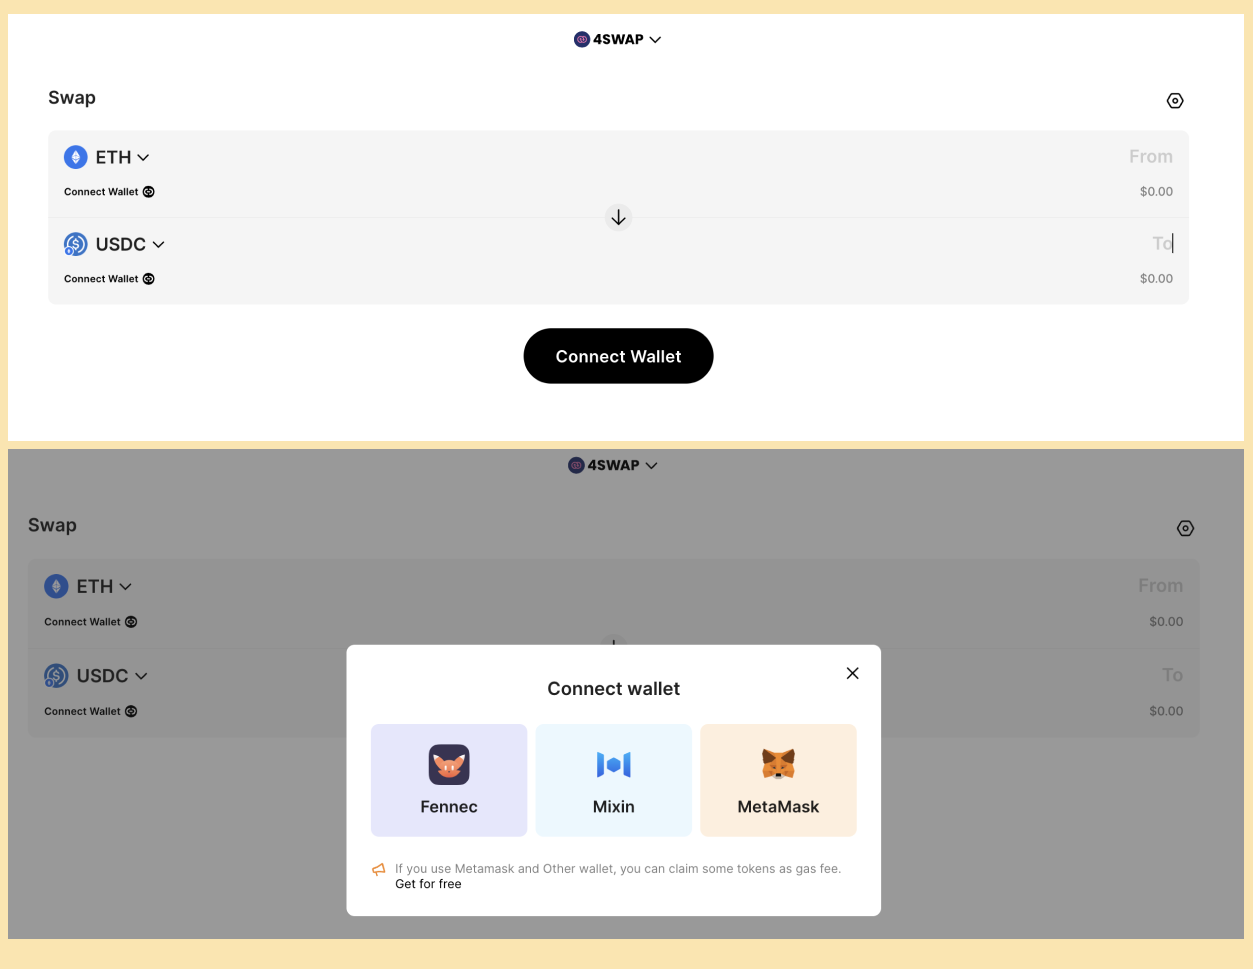 4SWAP
Swap
ETH
From
Connect Wallet
$0.00
USDC
To
Connect Wallet
$0.00
Connect Wallet
4SWAP
Swap
ETH
From
Connect Wallet
$0.00
USDC
To
Connect Wallet
$0.00
Connect wallet
Fennec
Mixin
MetaMask
If you use Metamask and Other wallet, you can claim some tokens as gas fee.
Get for free